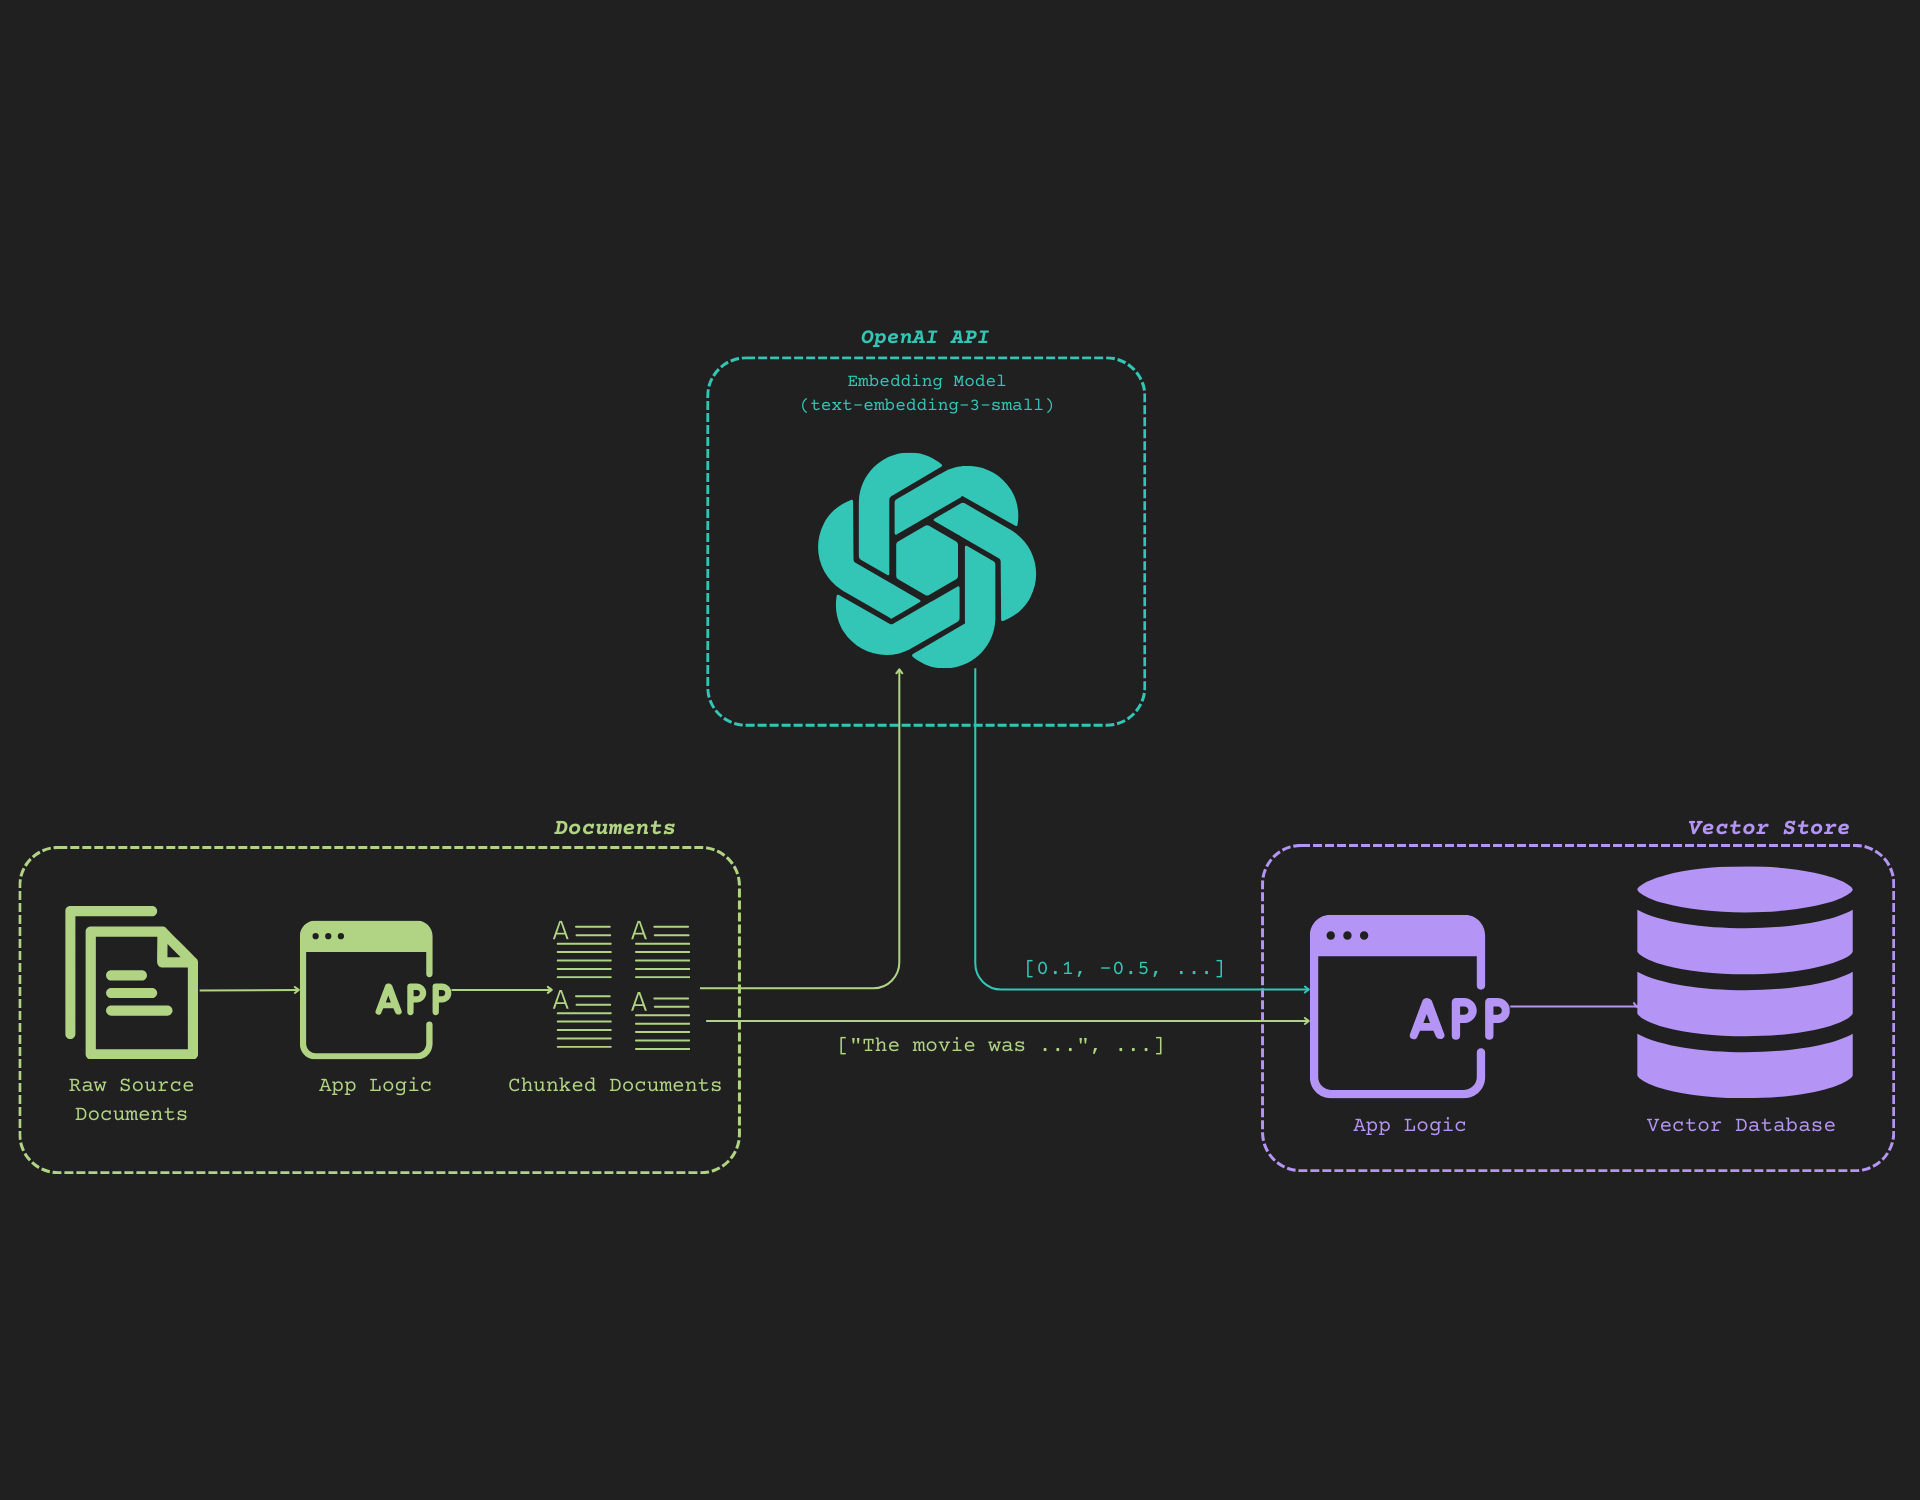 OpenAI API
Embedding Model
(text-embedding-3-small)
Documents
A
A
A
A
APP
Raw Source
Documents
App Logic
Chunked Documents
[0.1, -0.5, ...]
["The movie was ...", ...]
Vector Store
APP
App Logic
Vector Database